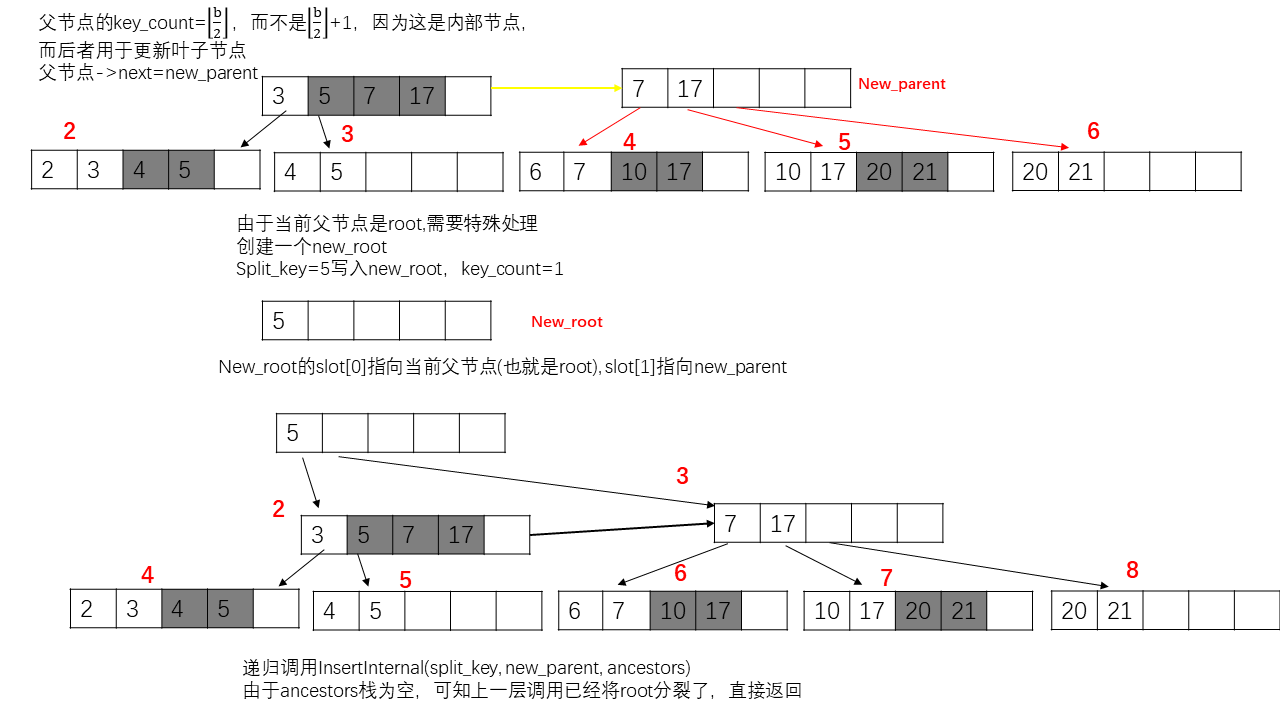 父节点的key_count=⌊b/2⌋，而不是⌊b/2⌋+1，因为这是内部节点,
而后者用于更新叶子节点
父节点->next=new_parent
3 5 7 17
7 17
New_parent
2 3 4 5 6
2 3 4 5
4 5
6 7 10 17
10 17 20 21
20 21
由于当前父节点是root,需要特殊处理
创建一个new_root
Split_key=5写入new_root，key_count=1
5
New_root
New_root的slot[0]指向当前父节点(也就是root), slot[1]指向new_parent
5
2 3
3 5 7 17
7 17
4 5 6 7 8
2 3 4 5
4 5
6 7 10 17
10 17 20 21
20 21
递归调用InsertInternal(split_key, new_parent, ancestors)
由于ancestors栈为空，可知上一层调用已经将root分裂了，直接返回